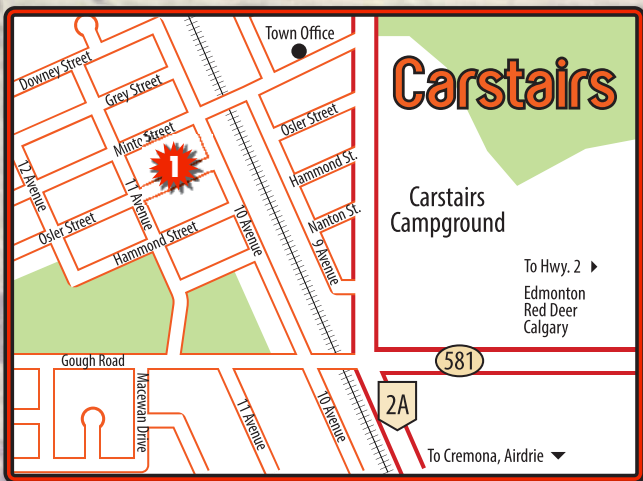 Town Office
Carstairs
Downey Street
Grey Street
Minto Street
1
Osler Street
Hammond St.
Nanton St.
12 Avenue
11 Avenue
Osler Street
Hammond Street
10 Avenue
9 Avenue
Carstairs
Campground
To Hwy. 2
Edmonton
Red Deer
Calgary
Gough Road
581
Macewan Drive
11 Avenue
10 Avenue
2A
To Cremona, Airdrie